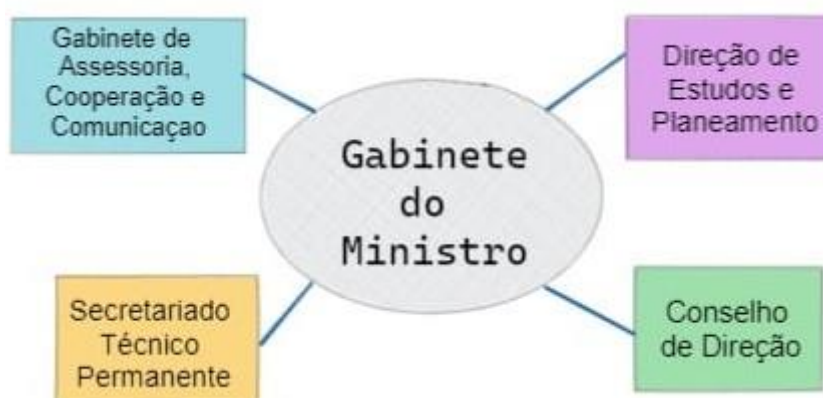 Gabinete de
Assessoria,
Cooperação e
Comunicaçao
Direção de
Estudos e
Planeamento
Gabinete
do
Ministro
Secretariado
Técnico
Permanente
Conselho
de Direção